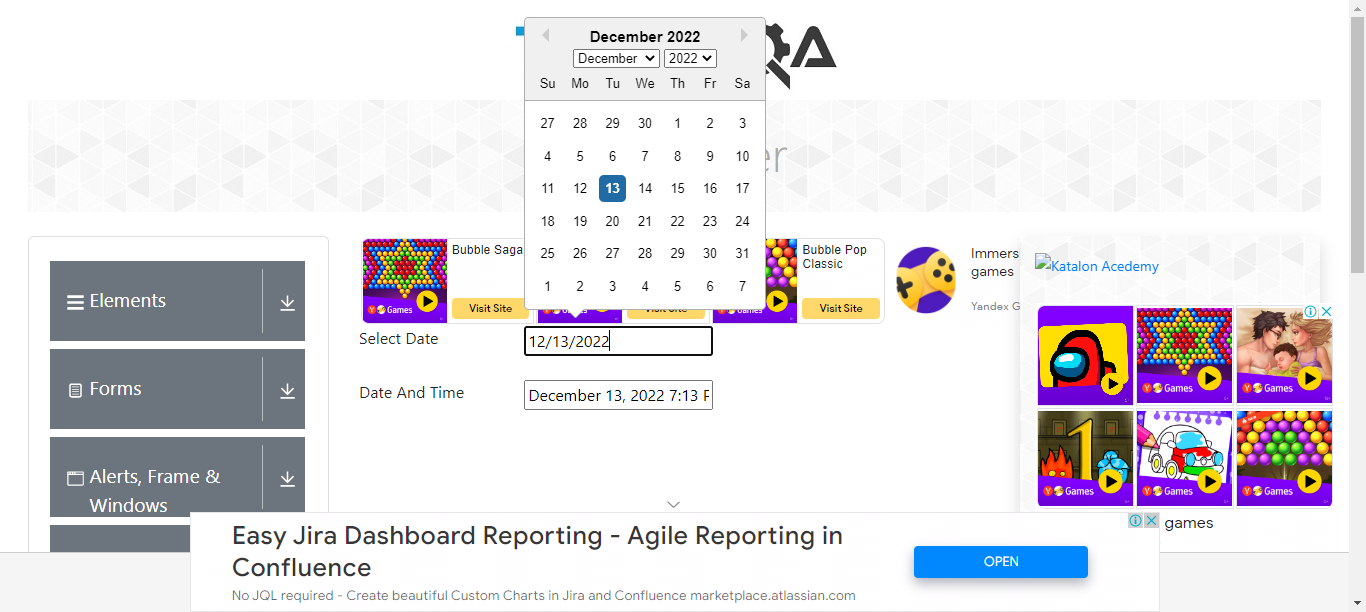 December 2022
December
2022
Su Mo Tu We Th Fr Sa
27 28 29 30 1 2 3
4 5 6 7 8 9 10
11 12 13 14 15 16 17
18 19 20 21 22 23 24
25 26 27 28 29 30 31
1 2 3 4 5 6 7
Elements
Forms
Alerts, Frame &
Windows
Bubble Saga
Visit Site
Games
Bubble Pop
Classic
Visit Site
Games
Immers
games
Yandex G
Select Date
12/13/2022
Date And Time
December 13, 2022 7:13 P
Katalon Acedemy
Games
Games
Games
Games
Games
games
Easy Jira Dashboard Reporting - Agile Reporting in
Confluence
No JQL required - Create beautiful Custom Charts in Jira and Confluence marketplace.atlassian.com
OPEN